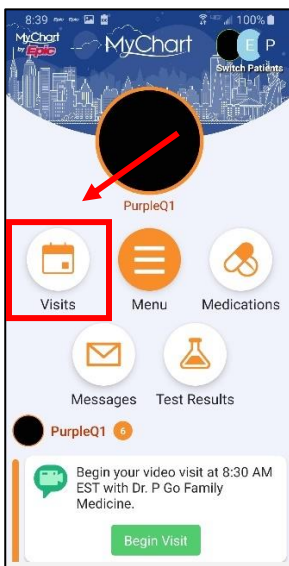 8:39 100%
MyChart
by Epic
MyChart
E P
Switch Patients
PurpleQ1
Visits Menu Medications
Messages Test Results
PurpleQ1 6
Begin your video visit at 8:30 AM
EST with Dr. P Go Family
Medicine.
Begin Visit